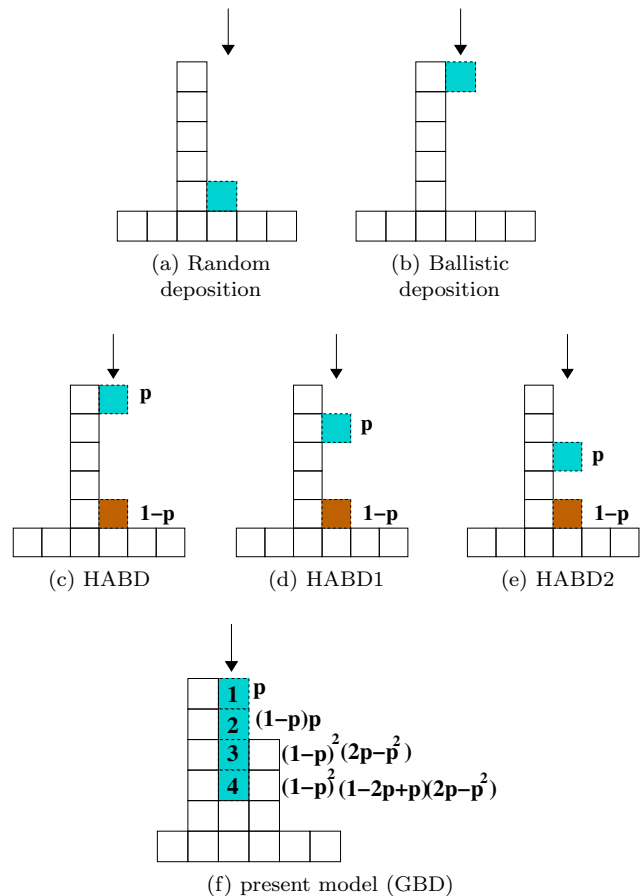 (a) Random
deposition
(b) Ballistic
deposition
p
1−p
(c) HABD
p
1−p
(d) HABD1
p
1−p
(e) HABD2
1 p
2 (1−p)p
3 (1−p)² (2p−p²)
4 (1−p)² (1−2p+p)(2p−p²)
(f) present model (GBD)